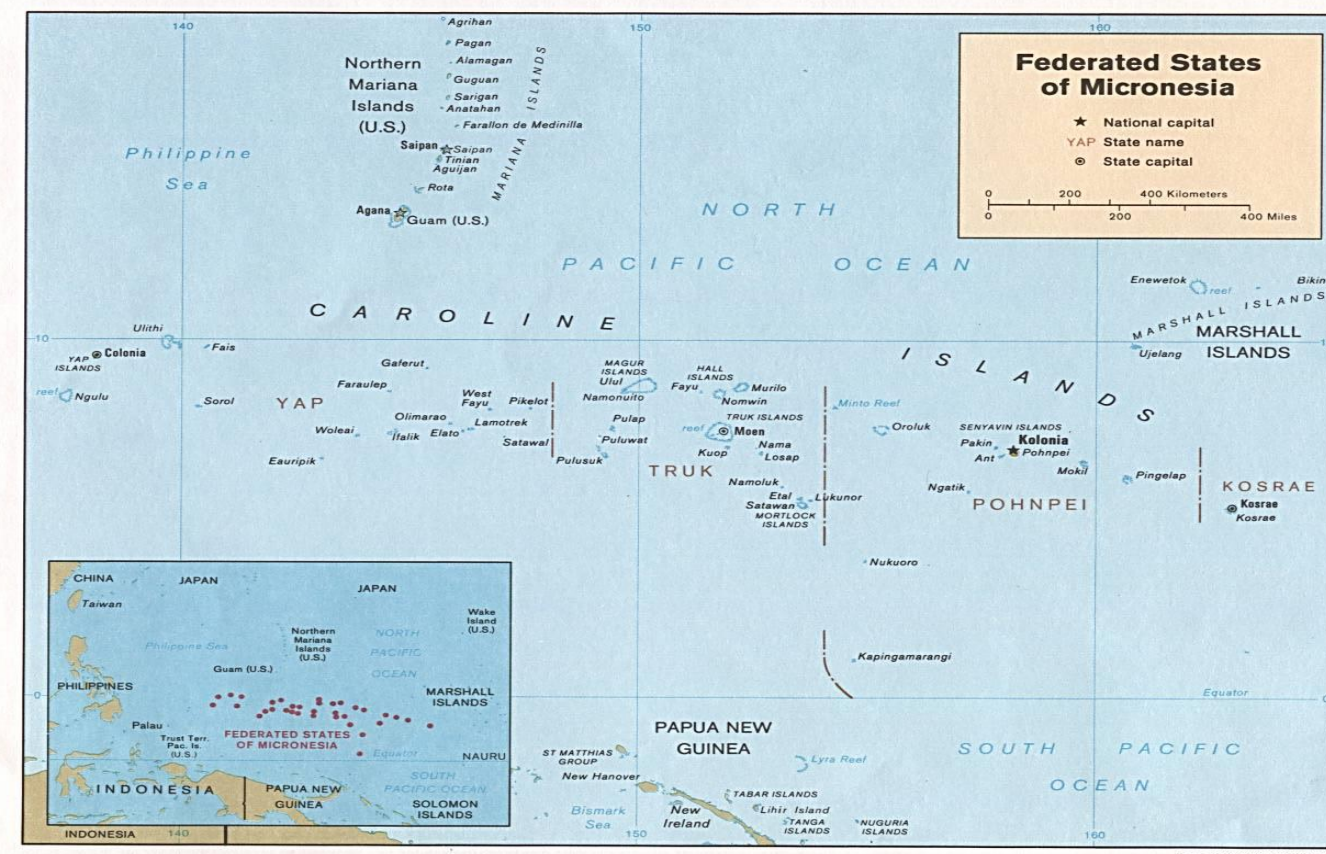 140
150
160
Agrihan
Pagan
Alamagan
Guguan
Sarigan
Anatahan
Farallon de Medinilla
Northern
Mariana
Islands
(U.S.)
MARIANA ISLANDS
Saipan
Saipan
Tinian
Aguijan
Rota
Agana
Guam (U.S.)
Philippine
Sea
Federated States
of Micronesia
National capital
YAP State name
State capital
0 200 400 Kilometers
0 200 400 Miles
NORTH
PACIFIC OCEAN
Enewetok
reef
Bikin
MARSHALL ISLANDS
MARSHALL
ISLANDS
Ujelang
CAROLINE ISLANDS
10
1
Ulithi
YAP
ISLANDS
Colonia
Fais
reef
Ngulu
Sorol
YAP
Gaferut
Faraulep
West
Fayu
Pikelot
Olimarao
Lamotrek
Woleai
Ifalik
Elato
Satawal
Eauripik
MAGUR
ISLANDS
Ulul
Namonuito
HALL
ISLANDS
Fayu
Murilo
Nomwin
Pulap
Puluwat
Pulusuk
TRUK ISLANDS
reef
Moen
Kuop
Nama
Losap
TRUK
Namoluk
Etal
Lukunor
Satawan
MORTLOCK
ISLANDS
Minto Reef
Oroluk
SENYAVIN ISLANDS
Pakin
Kolonia
Ant
Pohnpei
Mokil
Pingelap
Ngatik
POHNPEI
KOSRAE
Kosrae
Kosrae
Nukuoro
Kapingamarangi
0
Equator
0
PAPUA NEW
GUINEA
SOUTH PACIFIC
OCEAN
ST MATTHIAS
GROUP
New Hanover
Lyra Reef
TABAR ISLANDS
Lihir Island
New
Ireland
TANGA
ISLANDS
NUGURIA
ISLANDS
Bismark
Sea
150
160
CHINA
JAPAN
JAPAN
Taiwan
Wake
Island
(U.S.)
Philippine Sea
Northern
Mariana
Islands
(U.S.)
NORTH
PACIFIC
OCEAN
Guam (U.S.)
PHILIPPINES
MARSHALL
ISLANDS
Palau
Trust Terr.
Pac. Is.
(U.S.)
FEDERATED STATES
OF MICRONESIA
Equator
NAURU
INDONESIA
PAPUA NEW
GUINEA
SOUTH
PACIFIC OCEAN
SOLOMON
ISLANDS
INDONESIA
140